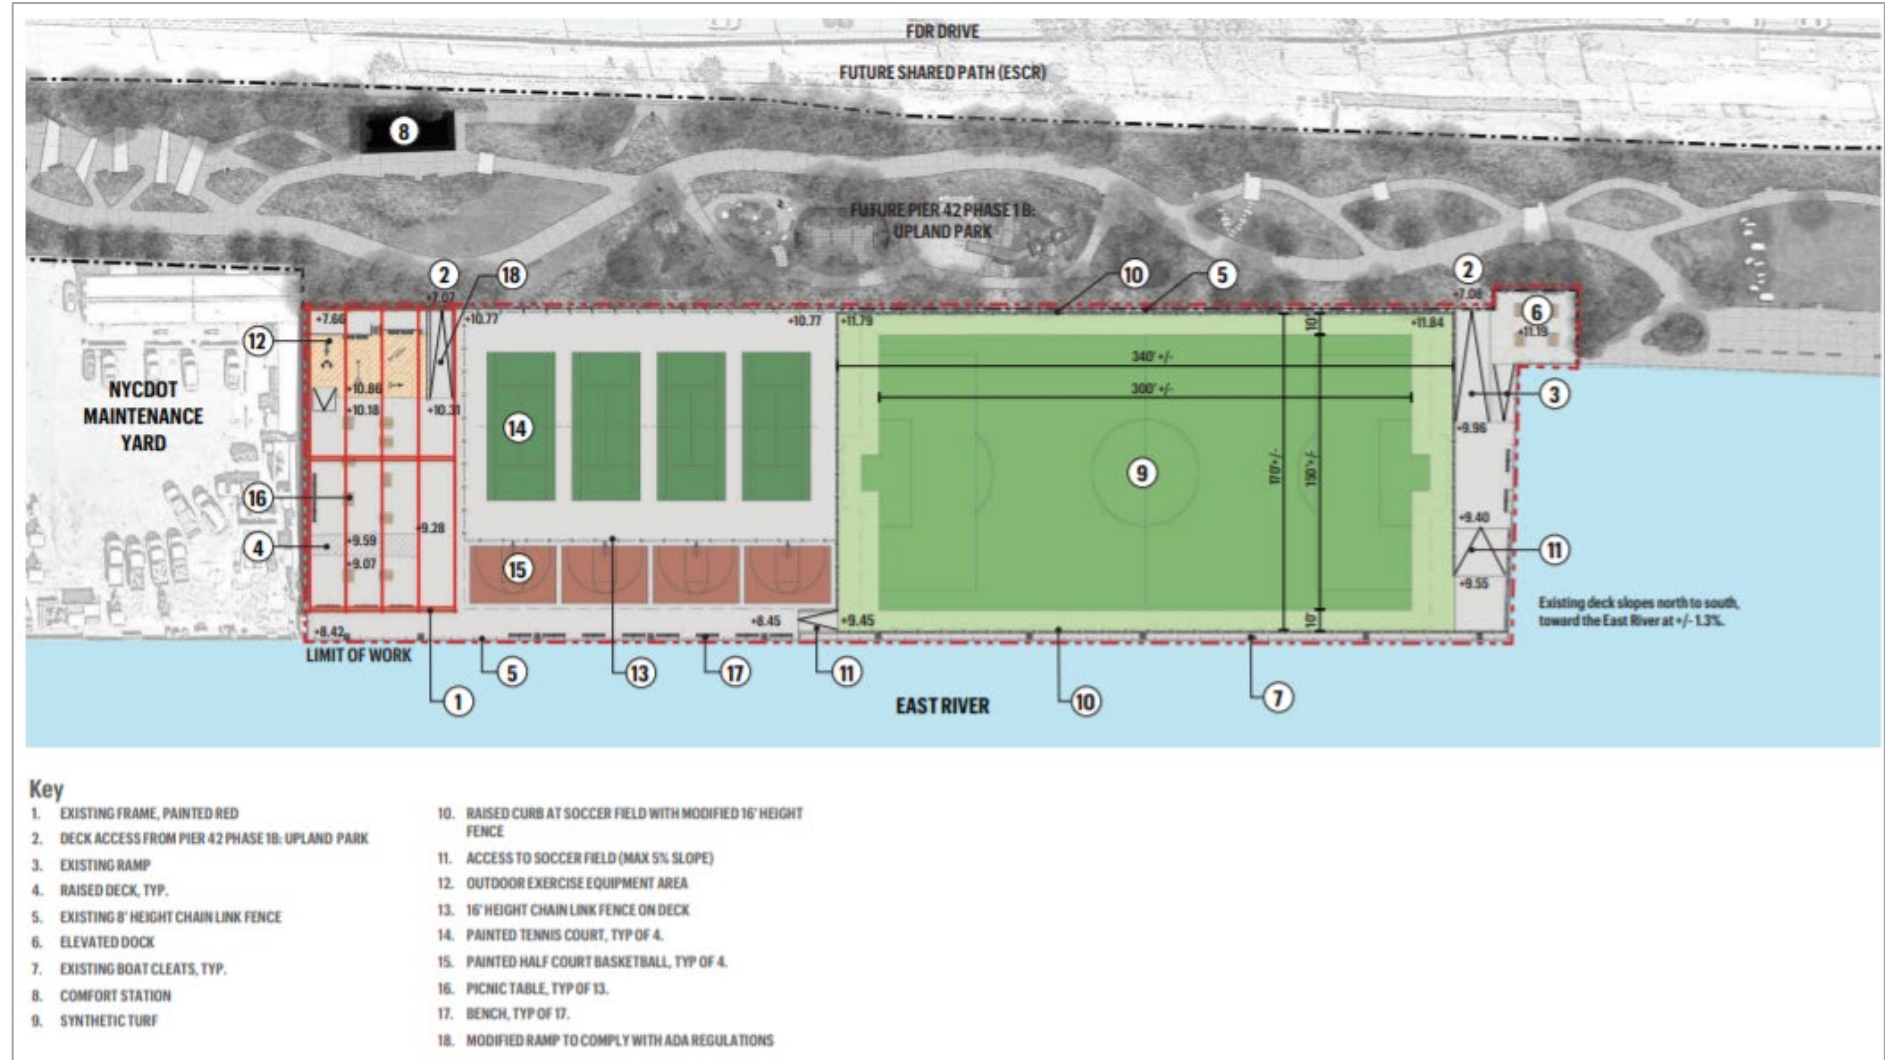 FDR DRIVE
FUTURE SHARED PATH (ESCR)
8
FUTURE PIER 42 PHASE 1B:
UPLAND PARK
2
18
10
5
2
+7.07
+7.08
6
+7.66
+10.77
+10.77
+11.79
10'
+11.84
+11.19
12
340' +/-
NYCDOT
MAINTENANCE
YARD
+10.86
300' +/-
3
+10.18
+10.31
14
+9.96
9
170' +/-
150' +/-
16
+9.28
+9.40
4
+9.59
11
+9.07
15
+9.55
Existing deck slopes north to south,
toward the East River at +/- 1.3%.
+8.42
+8.45
+9.45
10'
LIMIT OF WORK
5
13
17
11
1
EAST RIVER
10
7
Key
1. EXISTING FRAME, PAINTED RED
2. DECK ACCESS FROM PIER 42 PHASE 1B: UPLAND PARK
3. EXISTING RAMP
4. RAISED DECK, TYP.
5. EXISTING 8' HEIGHT CHAIN LINK FENCE
6. ELEVATED DOCK
7. EXISTING BOAT CLEATS, TYP.
8. COMFORT STATION
9. SYNTHETIC TURF
10. RAISED CURB AT SOCCER FIELD WITH MODIFIED 16' HEIGHT
FENCE
11. ACCESS TO SOCCER FIELD (MAX 5% SLOPE)
12. OUTDOOR EXERCISE EQUIPMENT AREA
13. 16' HEIGHT CHAIN LINK FENCE ON DECK
14. PAINTED TENNIS COURT, TYP OF 4.
15. PAINTED HALF COURT BASKETBALL, TYP OF 4.
16. PICNIC TABLE, TYP OF 13.
17. BENCH, TYP OF 17.
18. MODIFIED RAMP TO COMPLY WITH ADA REGULATIONS